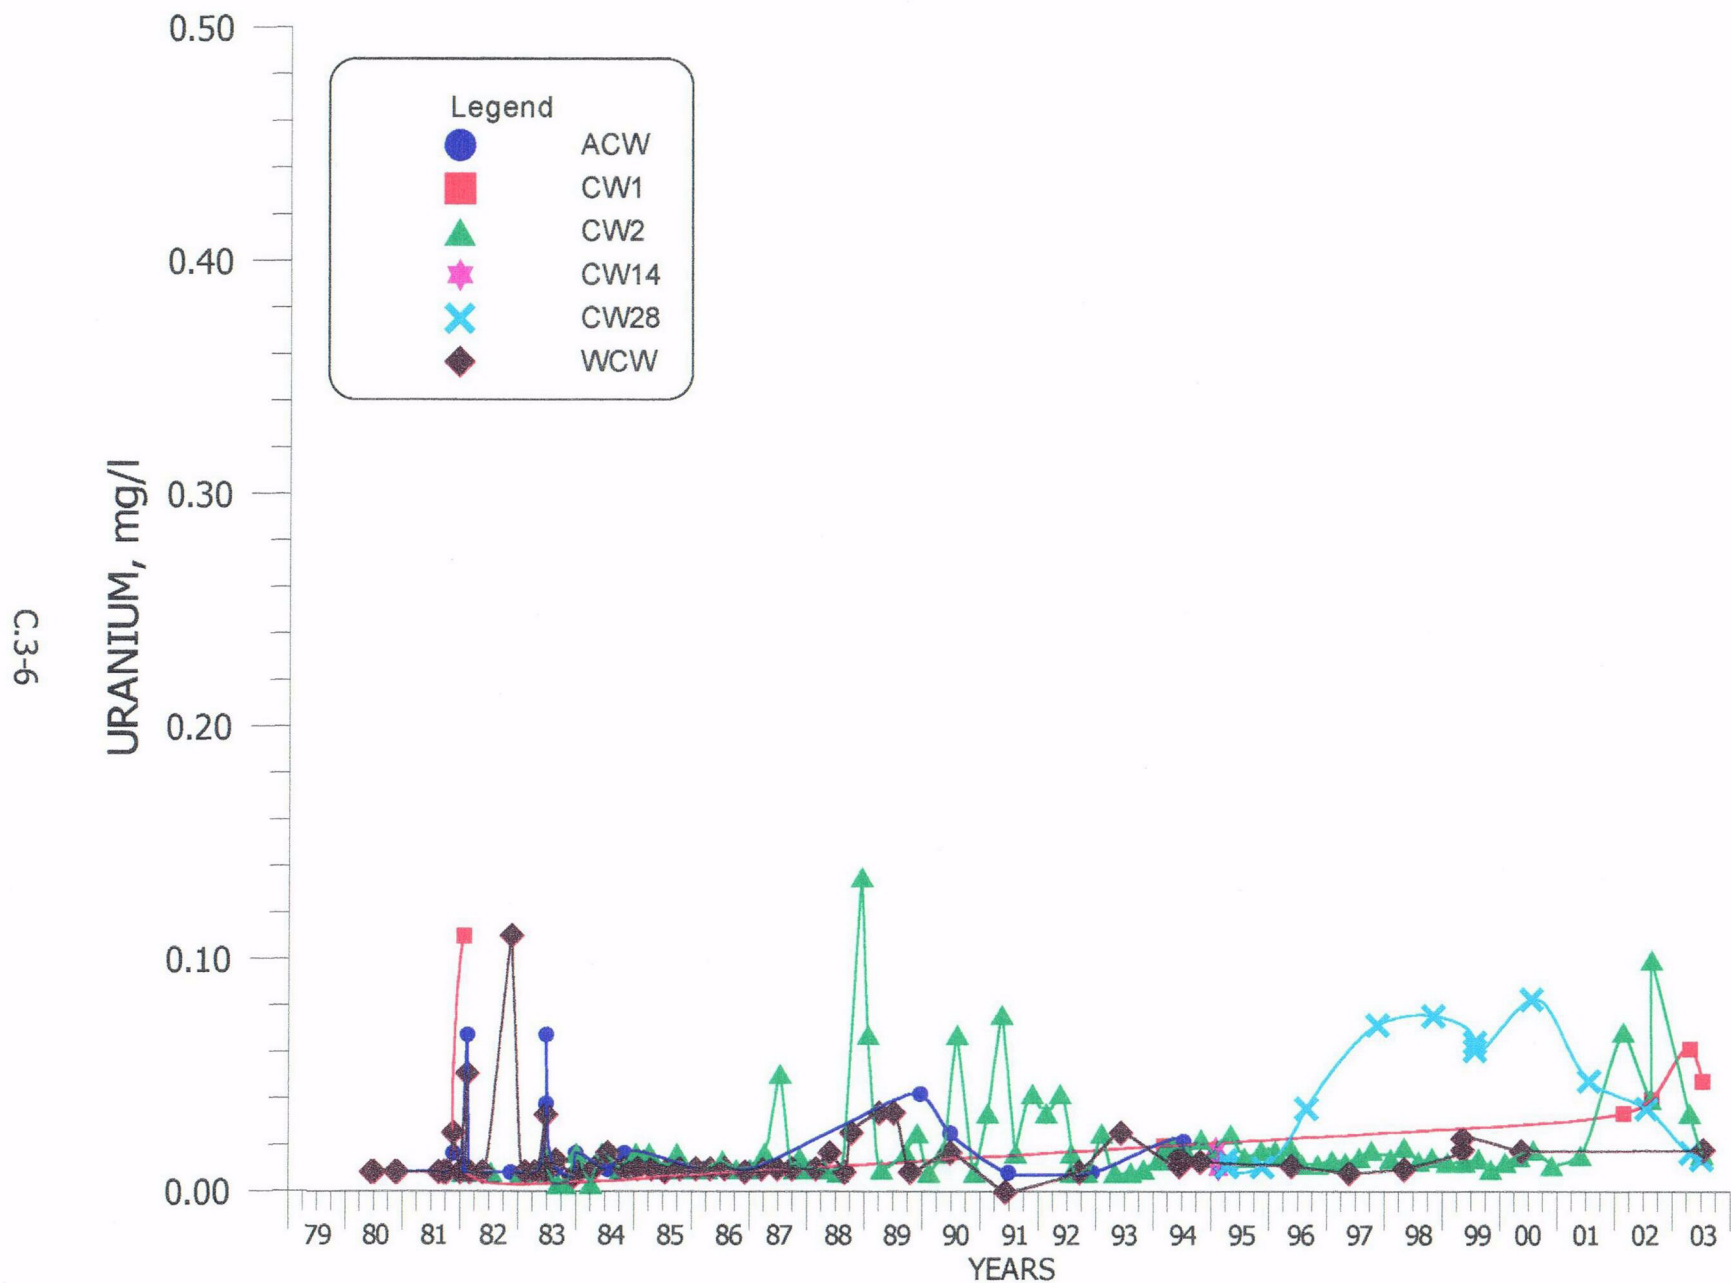 0.50
Legend
ACW
CW1
CW2
CW14
CW28
WCW
0.40
0.30
0.20
0.10
0.00
URANIUM, mg/l
C.3-6
79 80 81 82 83 84 85 86 87 88 89 90 91 92 93 94 95 96 97 98 99 00 01 02 03
YEARS